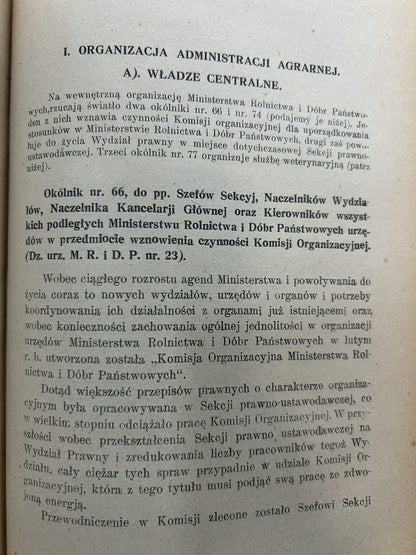 I. ORGANIZACJA ADMINISTRACJI AGRARNEJ.
A). WŁADZE CENTRALNE.
Na wewnętrzną organizację Ministerstwa Rolnictwa i Dóbr Państwo-
wych,rzucają światło dwa okólniki nr. 66 i nr. 74 (podajemy je niżej). Je-
den z nich wznawia czynności Komisji organizacyjnej dla uporządkowania
stosunków w Ministerstwie Rolnictwa i Dóbr Państwowych, drugi zaś powo-
łuje do życia Wydział prawny w miejsce dotychczasowej Sekcji prawno-
ustawodawczej. Trzeci okólnik nr. 77 organizuje służbę weterynaryjną (patrz
niżej).
Okólnik nr. 66, do pp. Szefów Sekcyj, Naczelników Wydzia-
łów, Naczelnika Kancelarji Głównej oraz Kierowników wszyst-
kich podległych Ministerstwu Rolnictwa i Dóbr Państwowych urzę-
dów w przedmiocie wznowienia czynności Komisji Organizacyjnej.
(Dz. urz. M. R. i D. P. nr. 23).
Wobec ciągłego rozrostu agend Ministerstwa i powoływania do
życia coraz to nowych wydziałów, urzędów i organów i potrzeby
koordynowania ich działalności z organami już istniejącemi oraz
wobec konieczności zachowania ogólnej jednolitości w organizacji
urzędów Ministerstwa Rolnictwa i Dóbr Państwowych w lutym
r. b. utworzona została „Komisja Organizacyjna Ministerstwa Rol-
nictwa i Dóbr Państwowych".
Dotąd większość przepisów prawnych o charakterze organiza-
cyjnym była opracowywana w Sekcji prawno-ustawodawczej, co
w wielkim stopniu odciążało pracę Komisji Organizacyjnej. W przy-
szłości wobec przekształcenia Sekcji prawno-ustawodawczej na
Wydział Prawny i zredukowania liczby pracowników tegoż Wy-
działu, cały ciężar tych spraw przypadnie w udziale Komisji Or-
ganizacyjnej, która z tego tytułu musi podjąć swą pracę ze zdwo-
joną energją.
Przewodniczenie w Komisji zlecone zostało Szefowi Sekcji